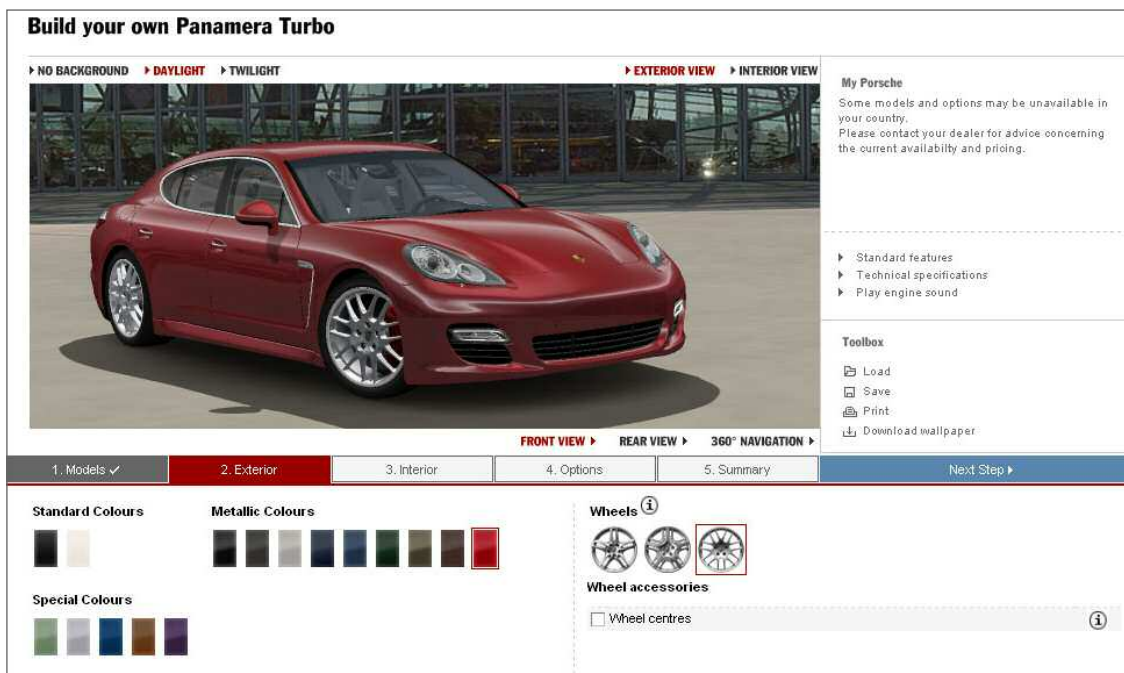 Build your own Panamera Turbo
NO BACKGROUND DAYLIGHT TWILIGHT
EXTERIOR VIEW INTERIOR VIEW
FRONT VIEW REAR VIEW 360° NAVIGATION
My Porsche
Some models and options may be unavailable in
your country.
Please contact your dealer for advice concerning
the current availabilty and pricing.
Standard features
Technical specifications
Play engine sound
Toolbox
Load
Save
Print
Download wallpaper
1. Models ✓ 2. Exterior 3. Interior 4. Options 5. Summary Next Step
Standard Colours
Metallic Colours
Special Colours
Wheels i
Wheel accessories
Wheel centres i